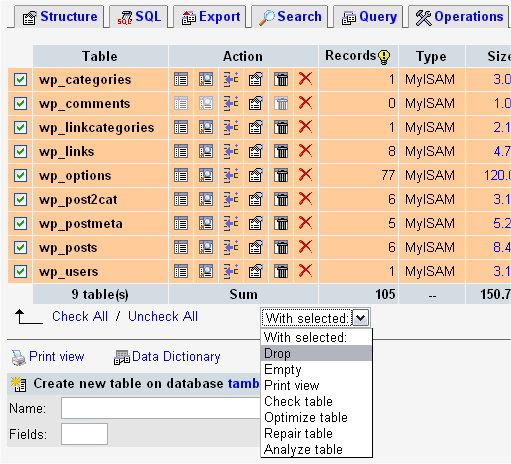 Structure SQL Export Search Query Operations
Table Action Records Type Size
wp_categories 1 MyISAM 3.0
wp_comments 0 MyISAM 1.0
wp_linkcategories 1 MyISAM 2.1
wp_links 8 MyISAM 4.7
wp_options 77 MyISAM 120.0
wp_post2cat 6 MyISAM 3.1
wp_postmeta 5 MyISAM 5.2
wp_posts 6 MyISAM 8.4
wp_users 1 MyISAM 3.1
9 table(s) Sum 105 -- 150.7
Check All / Uncheck All With selected:
With selected:
Drop
Empty
Print view
Check table
Optimize table
Repair table
Analyze table
Print view Data Dictionary
Create new table on database tamb
Name:
Fields: